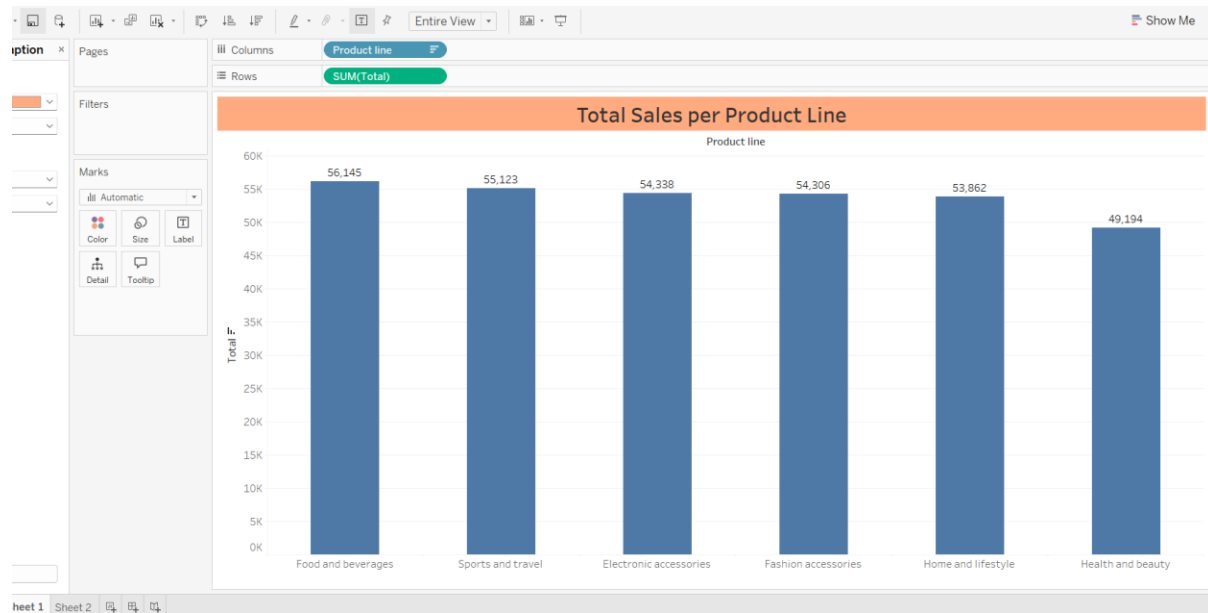 Entire View
Show Me
ption ×
Pages
iii Columns
Product line
Rows
SUM(Total)
Filters
Total Sales per Product Line
Product line
Marks
Automatic
Color
Size
Label
Detail
Tooltip
60K
55K
50K
45K
40K
35K
30K
25K
20K
15K
10K
5K
0K
Total
56,145
55,123
54,338
54,306
53,862
49,194
Food and beverages
Sports and travel
Electronic accessories
Fashion accessories
Home and lifestyle
Health and beauty
heet 1
Sheet 2